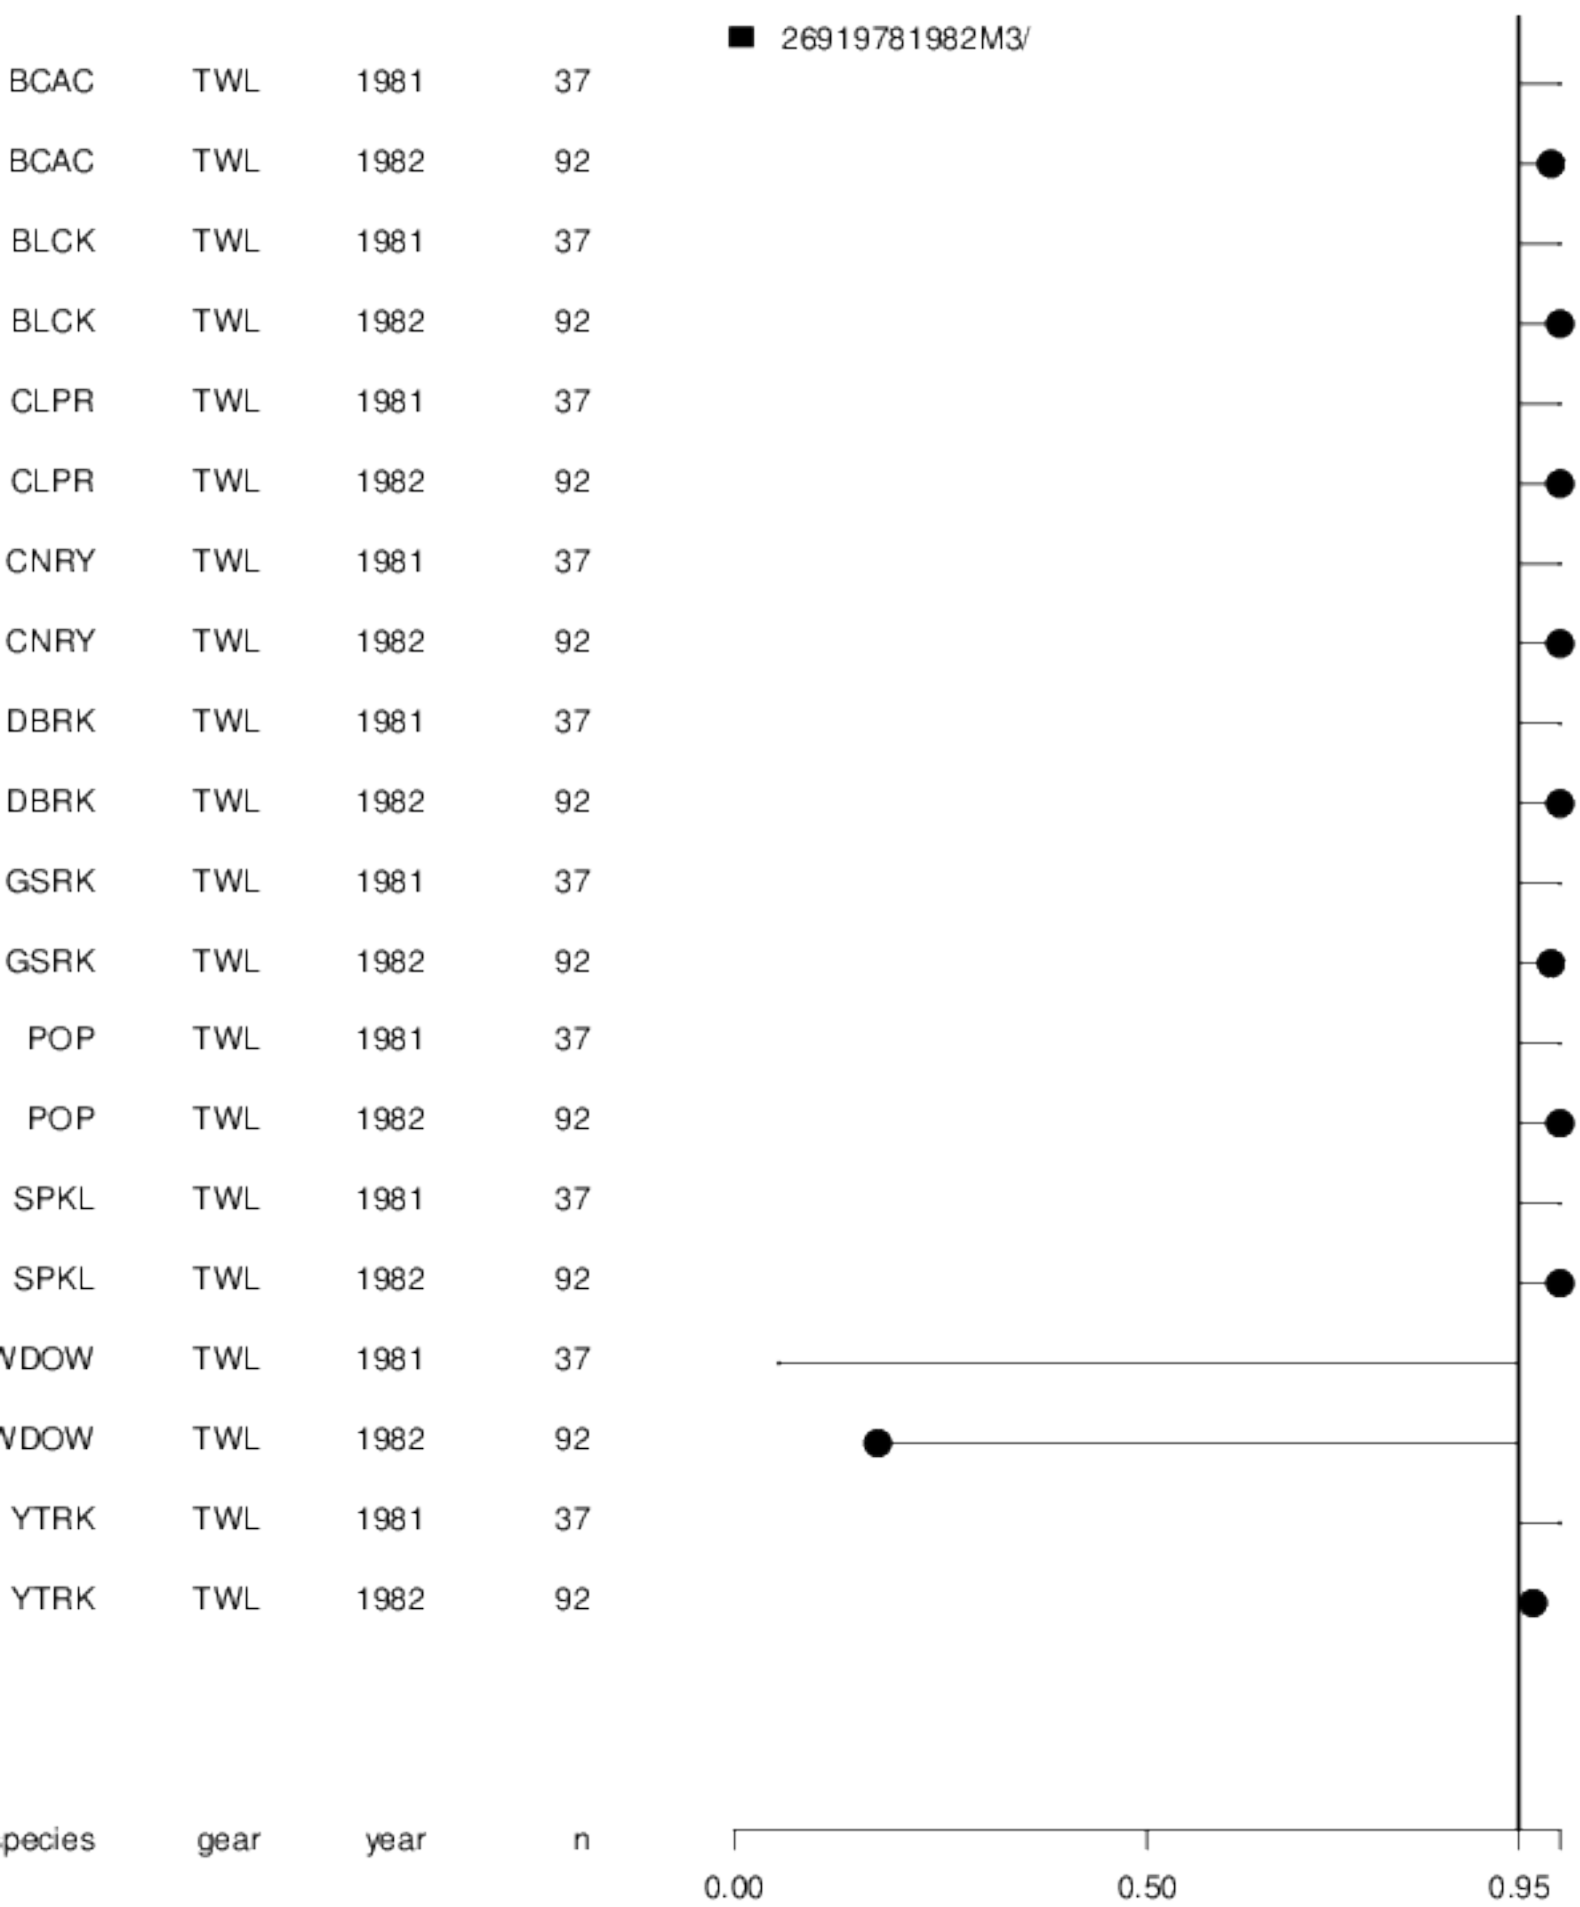 26919781982M3/
BCAC TWL 1981 37
BCAC TWL 1982 92
BLCK TWL 1981 37
BLCK TWL 1982 92
CLPR TWL 1981 37
CLPR TWL 1982 92
CNRY TWL 1981 37
CNRY TWL 1982 92
DBRK TWL 1981 37
DBRK TWL 1982 92
GSRK TWL 1981 37
GSRK TWL 1982 92
POP TWL 1981 37
POP TWL 1982 92
SPKL TWL 1981 37
SPKL TWL 1982 92
WDOW TWL 1981 37
WDOW TWL 1982 92
YTRK TWL 1981 37
YTRK TWL 1982 92
pecies gear year n
0.00 0.50 0.95